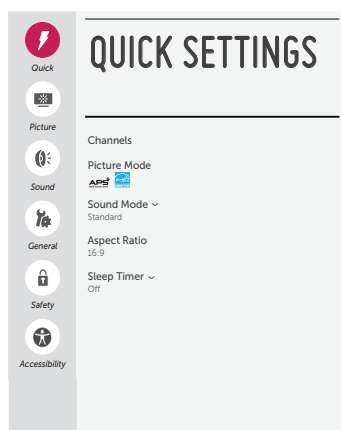 QUICK SETTINGS
Quick
Picture
Sound
General
Safety
Accessibility
Channels
Picture Mode
APS
Sound Mode
Standard
Aspect Ratio
16:9
Sleep Timer
Off